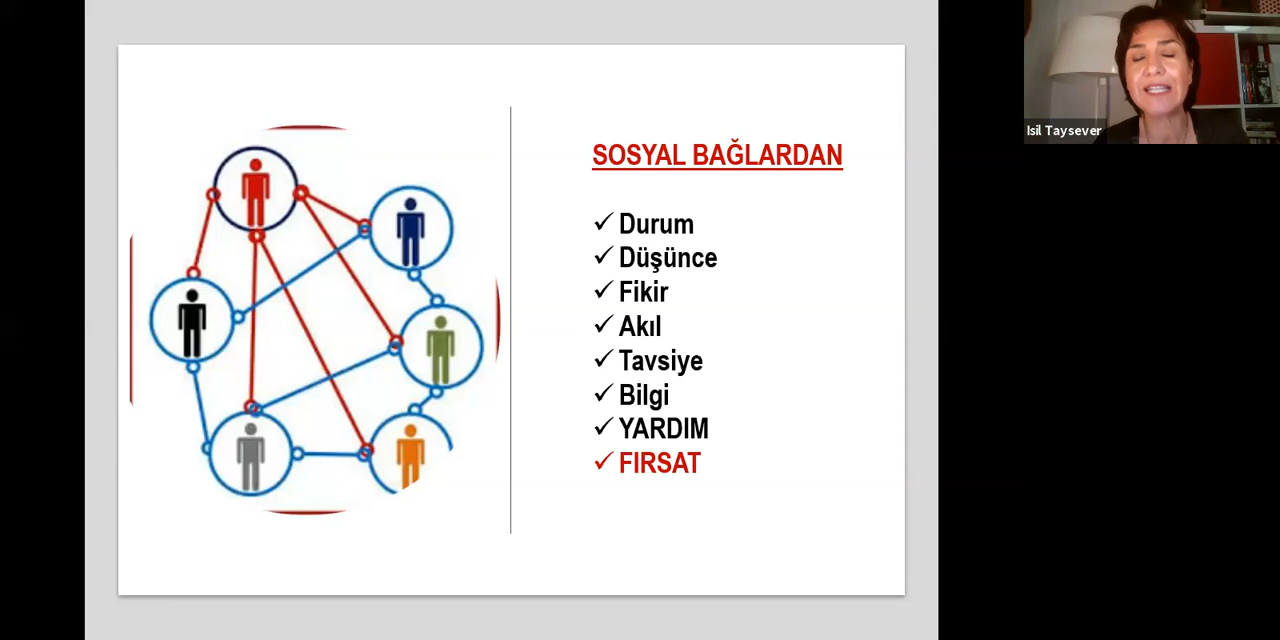 SOSYAL BAĞLARDAN
Durum
Düşünce
Fikir
Akıl
Tavsiye
Bilgi
YARDIM
FIRSAT
Isil Taysever